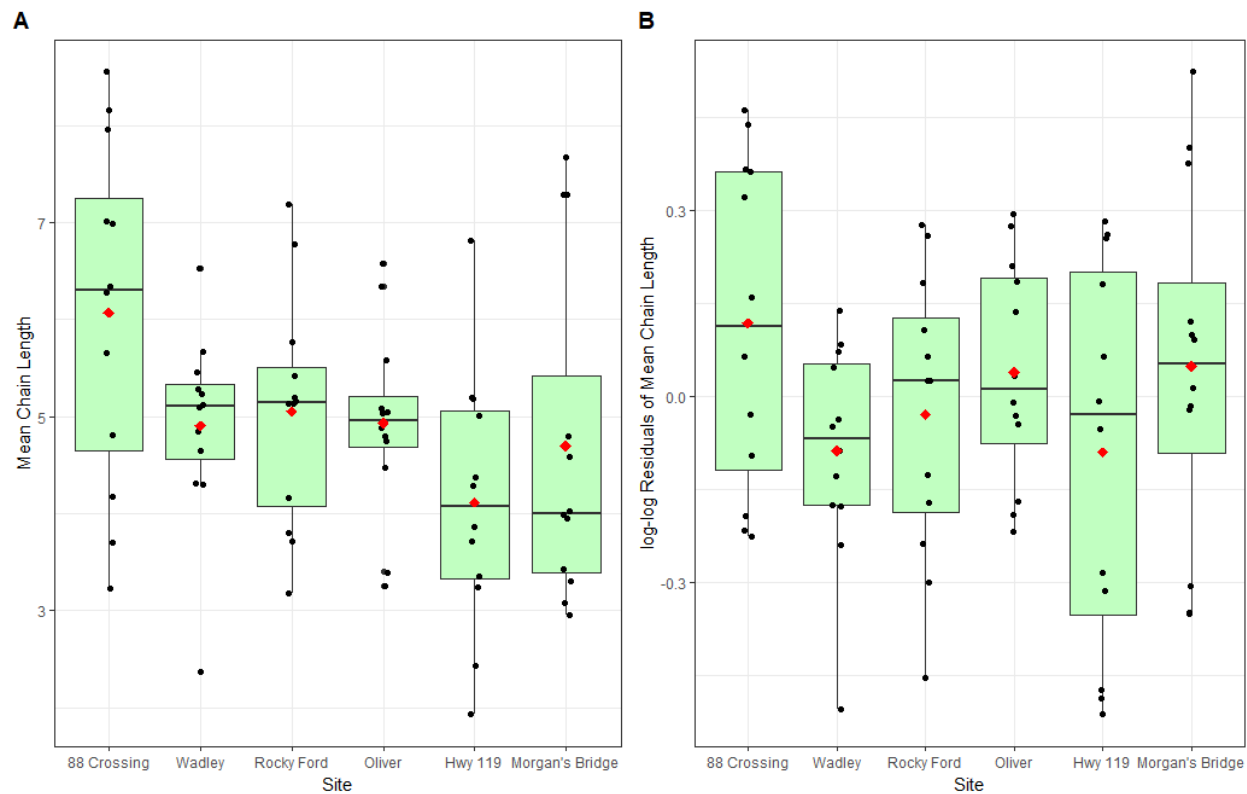 A
Mean Chain Length
7
5
3
88 Crossing
Wadley
Rocky Ford
Oliver
Hwy 119
Morgan's Bridge
Site
B
log-log Residuals of Mean Chain Length
0.3
0.0
-0.3
88 Crossing
Wadley
Rocky Ford
Oliver
Hwy 119
Morgan's Bridge
Site